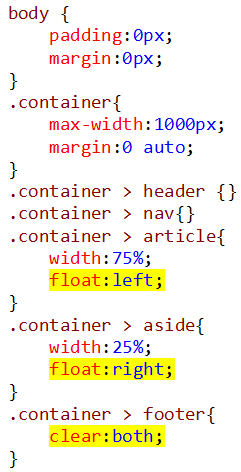 body {
    padding:0px;
    margin:0px;
}
.container{
    max-width:1000px;
    margin:0 auto;
}
.container > header {}
.container > nav{}
.container > article{
    width:75%;
    float:left;
}
.container > aside{
    width:25%;
    float:right;
}
.container > footer{
    clear:both;
}